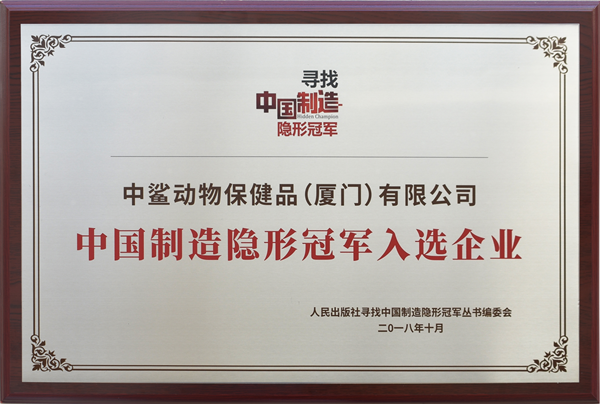 寻找
中国制造
Hidden Champion
隐形冠军
中鲨动物保健品（厦门）有限公司
中国制造隐形冠军入选企业
人民出版社寻找中国制造隐形冠军丛书编委会
二0一八年十月